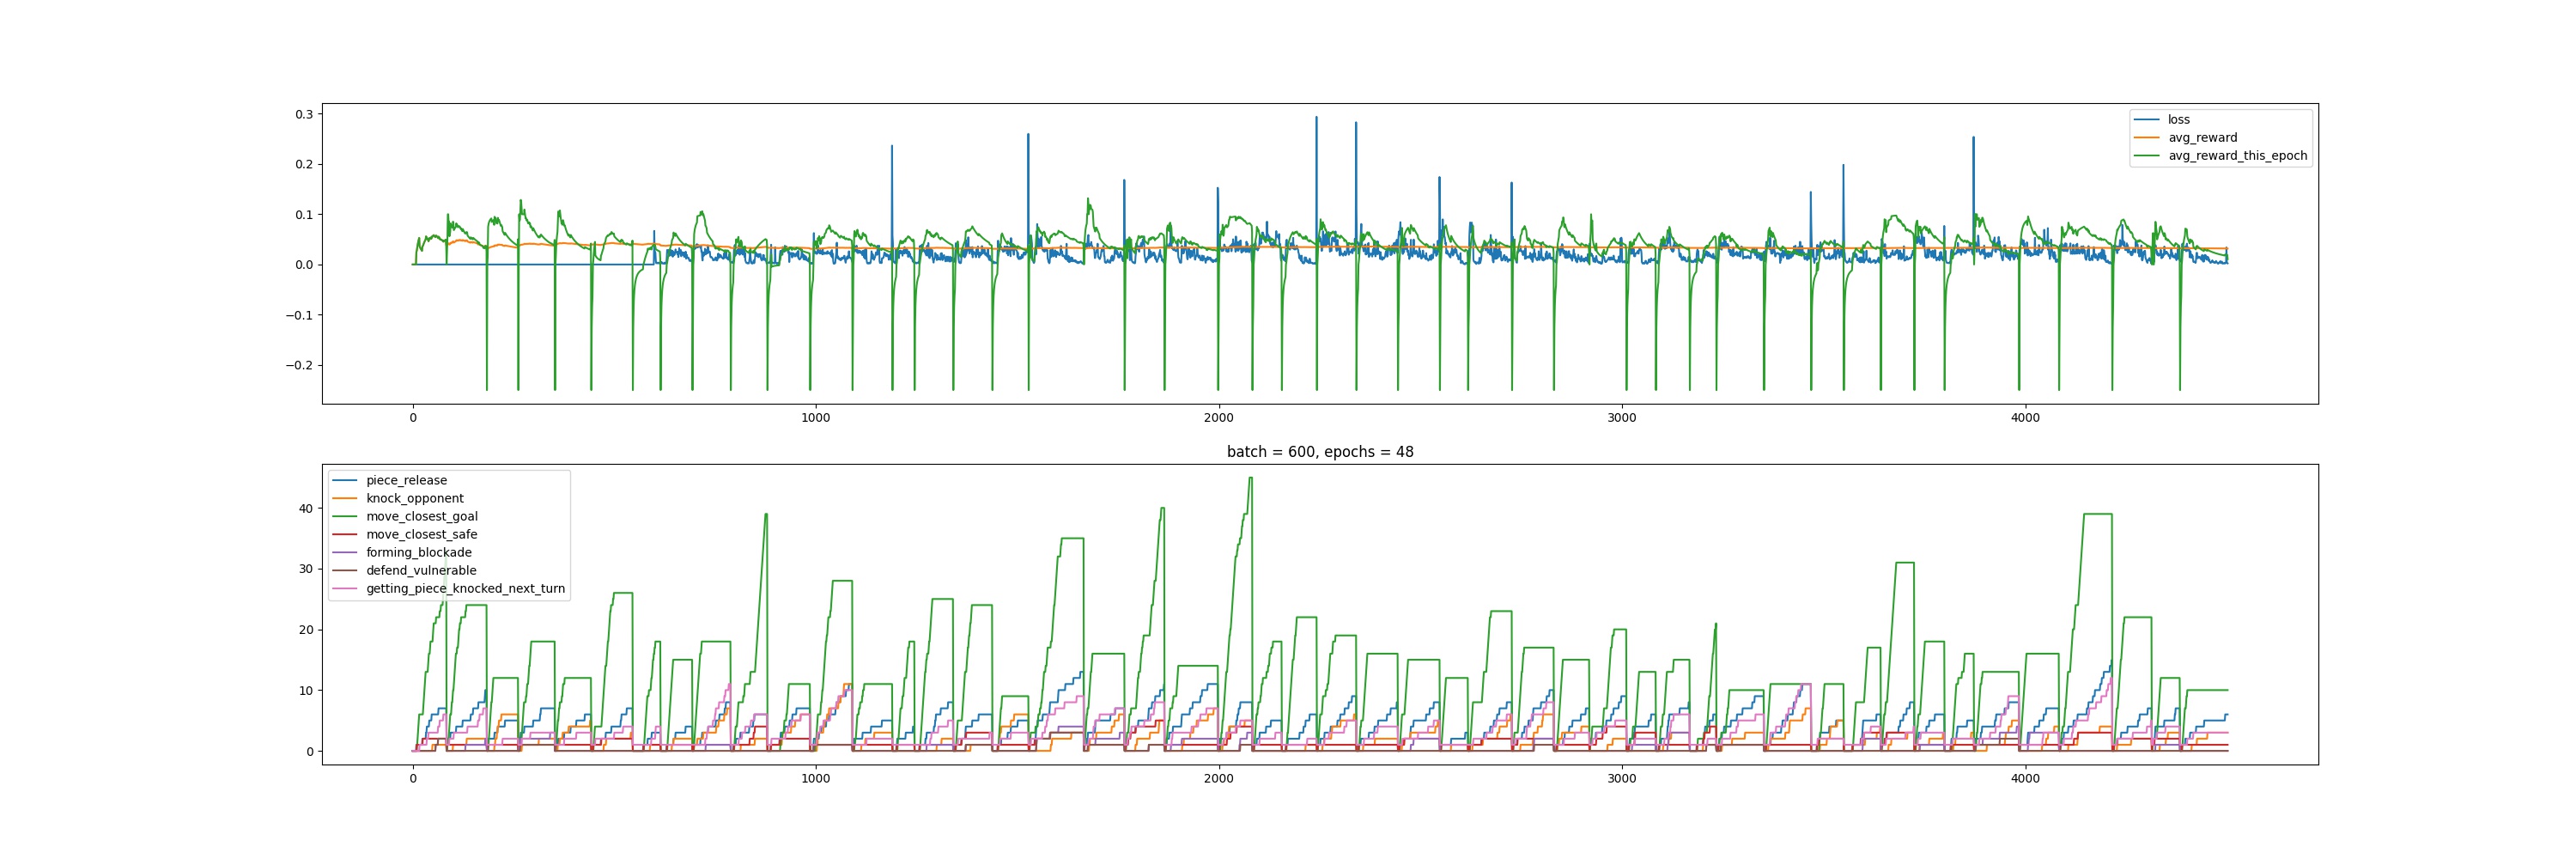 0.3
0.2
0.1
0.0
−0.1
−0.2
loss
avg_reward
avg_reward_this_epoch
0 1000 2000 3000 4000
batch = 600, epochs = 48
40
30
20
10
0
piece_release
knock_opponent
move_closest_goal
move_closest_safe
forming_blockade
defend_vulnerable
getting_piece_knocked_next_turn
0 1000 2000 3000 4000